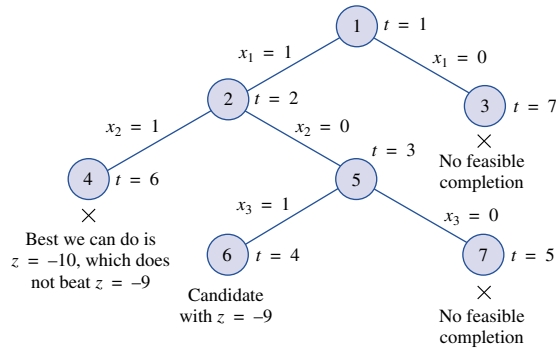 1
t = 1
x1 = 1
x1 = 0
2
t = 2
3
t = 7
x2 = 1
x2 = 0
No feasible
completion
4
t = 6
t = 3
5
x3 = 1
x3 = 0
Best we can do is
z = –10, which does
not beat z = –9
6
t = 4
7
t = 5
Candidate
with z = –9
No feasible
completion